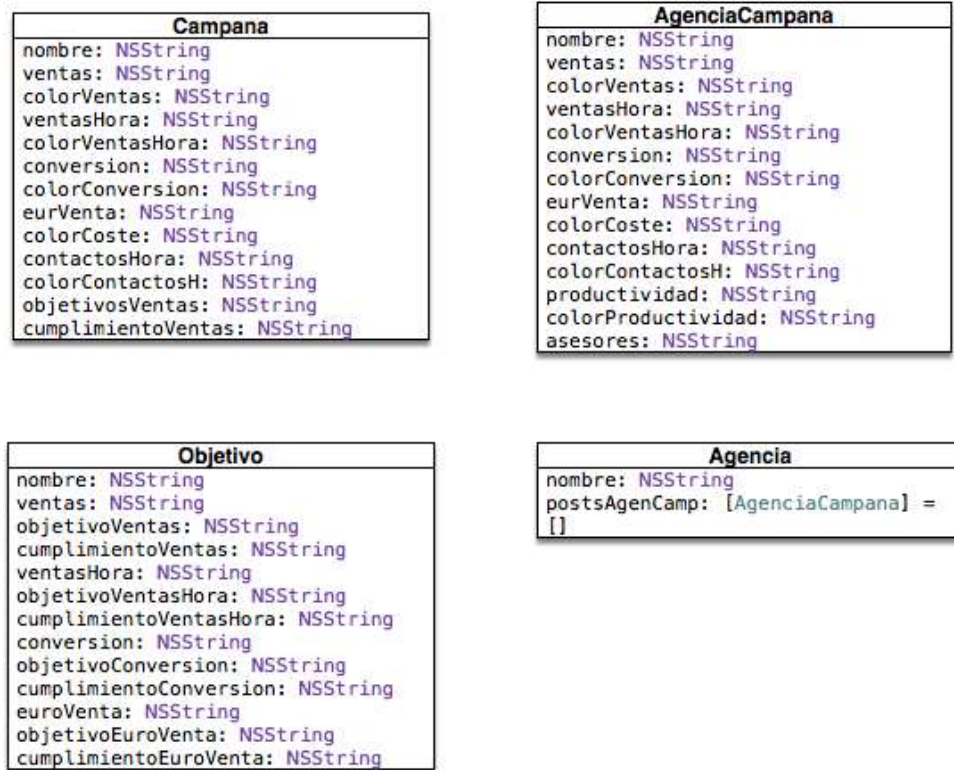 Campana
nombre: NSString
ventas: NSString
colorVentas: NSString
ventasHora: NSString
colorVentasHora: NSString
conversion: NSString
colorConversion: NSString
eurVenta: NSString
colorCoste: NSString
contactosHora: NSString
colorContactosH: NSString
objetivosVentas: NSString
cumplimientoVentas: NSString
AgenciaCampana
nombre: NSString
ventas: NSString
colorVentas: NSString
ventasHora: NSString
colorVentasHora: NSString
conversion: NSString
colorConversion: NSString
eurVenta: NSString
colorCoste: NSString
contactosHora: NSString
colorContactosH: NSString
productividad: NSString
colorProductividad: NSString
asesores: NSString
Objetivo
nombre: NSString
ventas: NSString
objetivoVentas: NSString
cumplimientoVentas: NSString
ventasHora: NSString
objetivoVentasHora: NSString
cumplimientoVentasHora: NSString
conversion: NSString
objetivoConversion: NSString
cumplimientoConversion: NSString
euroVenta: NSString
objetivoEuroVenta: NSString
cumplimientoEuroVenta: NSString
Agencia
nombre: NSString
postsAgenCamp: [AgenciaCampana] =
[]